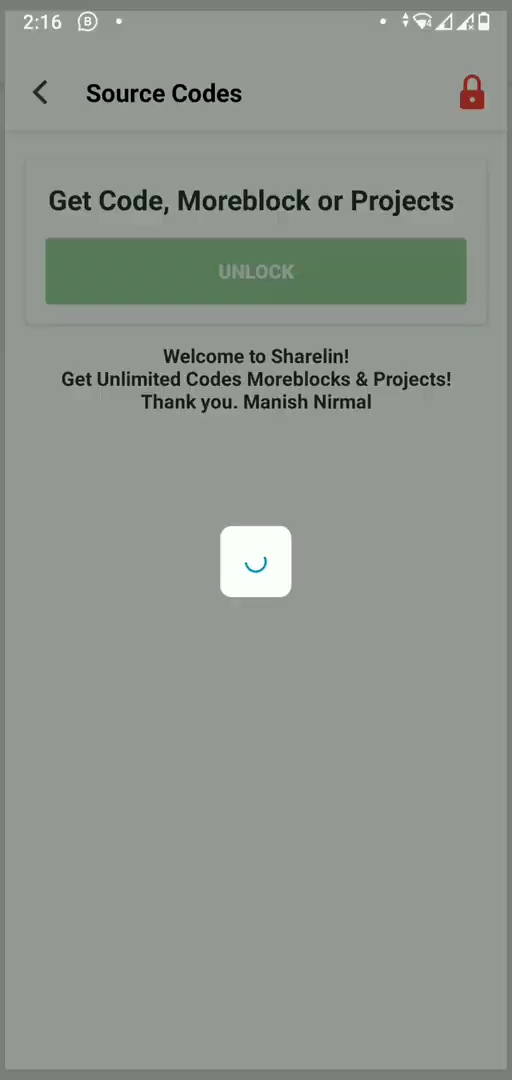 2:16
Source Codes
Get Code, Moreblock or Projects
UNLOCK
Welcome to Sharelin!
Get Unlimited Codes Moreblocks & Projects!
Thank you. Manish Nirmal